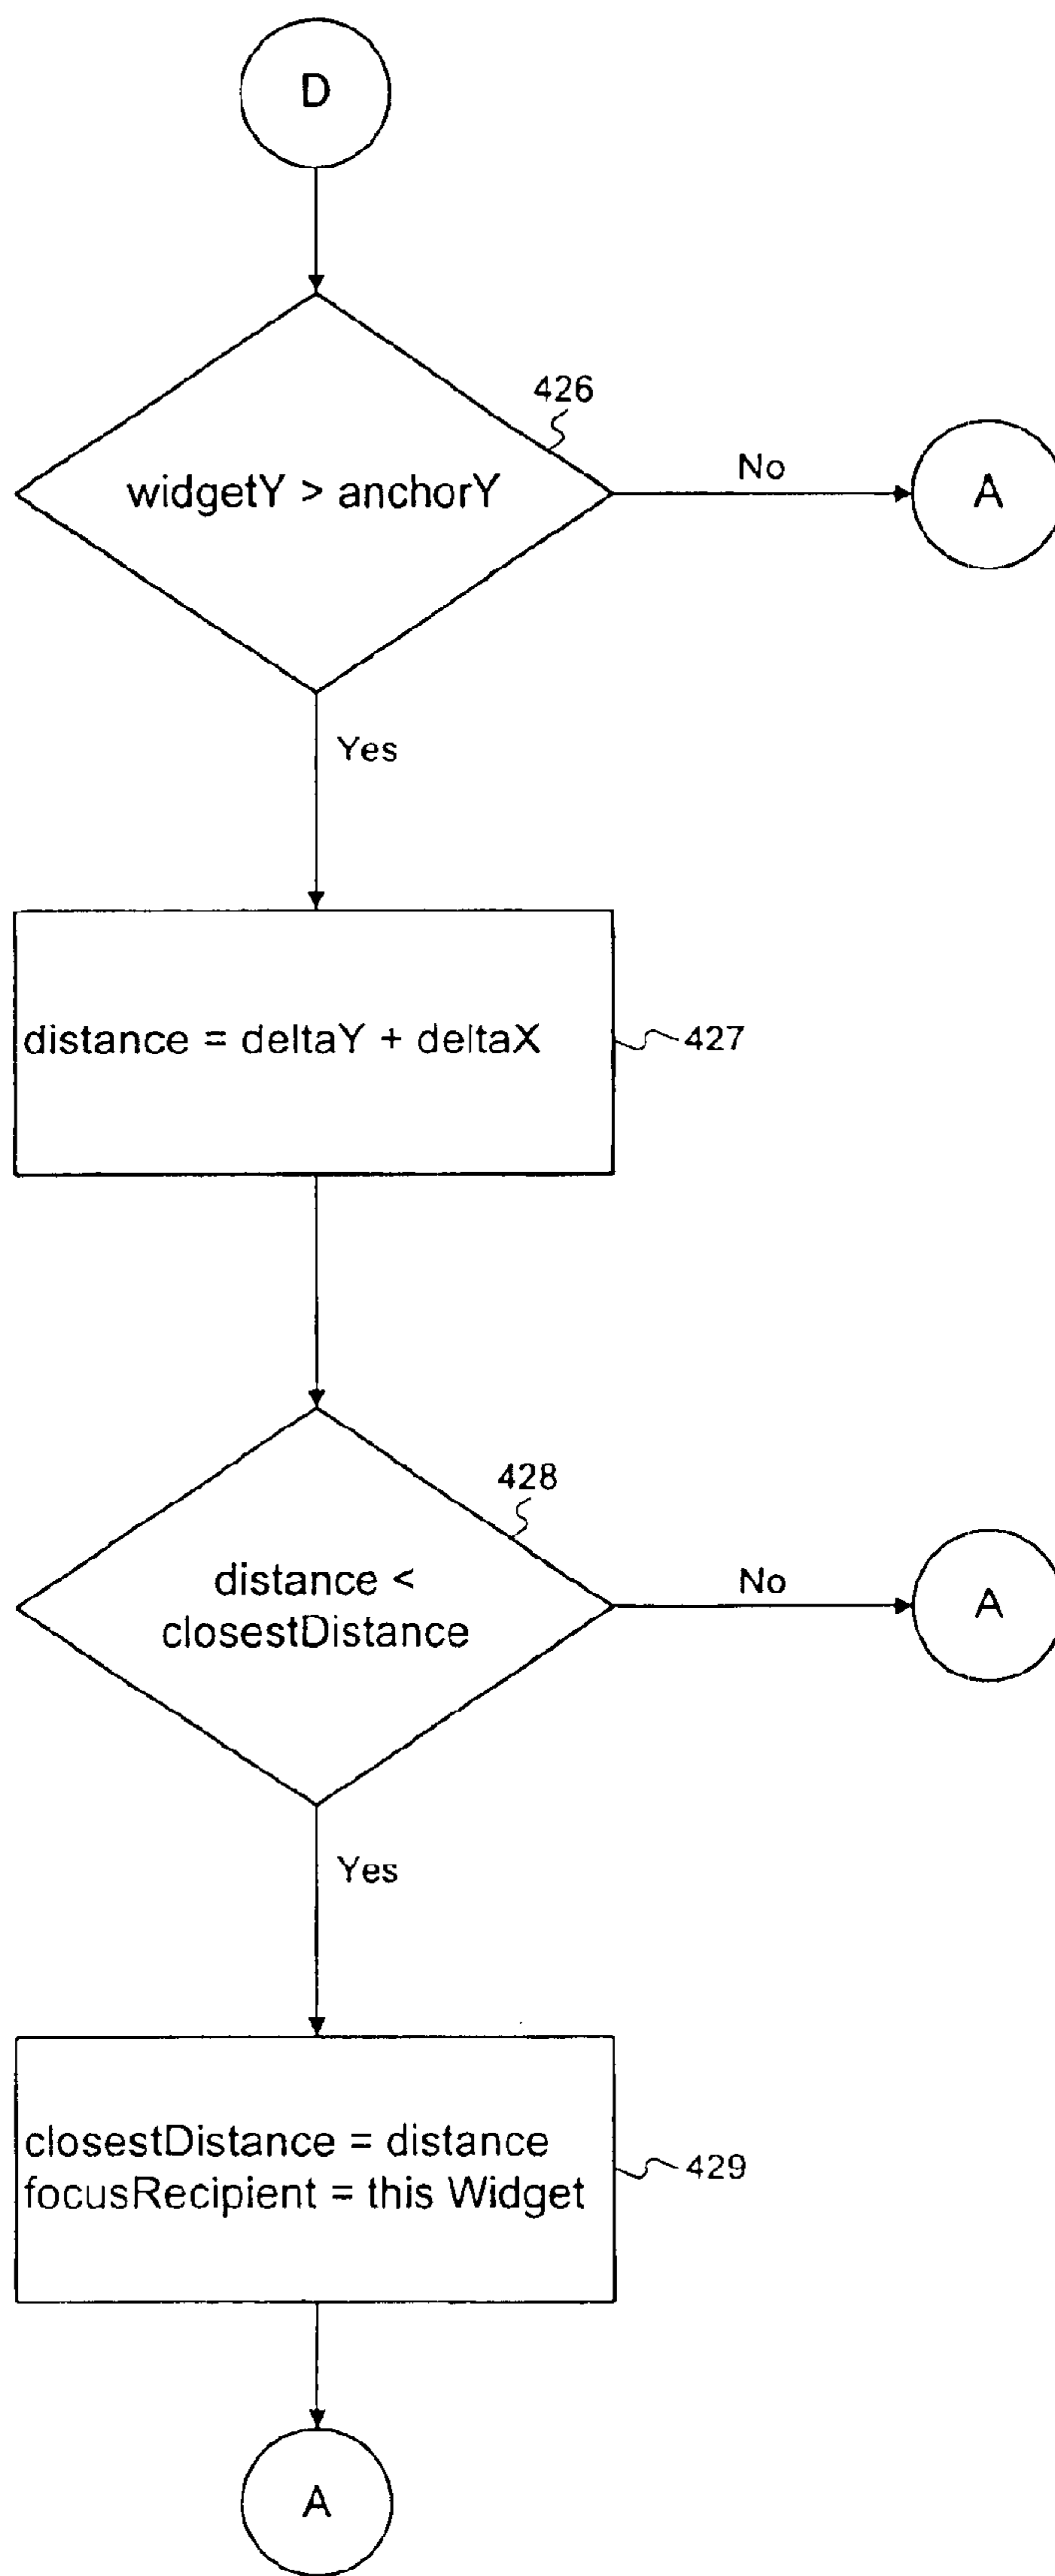 D
426
widgetY > anchorY
No
A
Yes
distance = deltaY + deltaX
427
428
distance <
closestDistance
No
A
Yes
closestDistance = distance
focusRecipient = this Widget
429
A